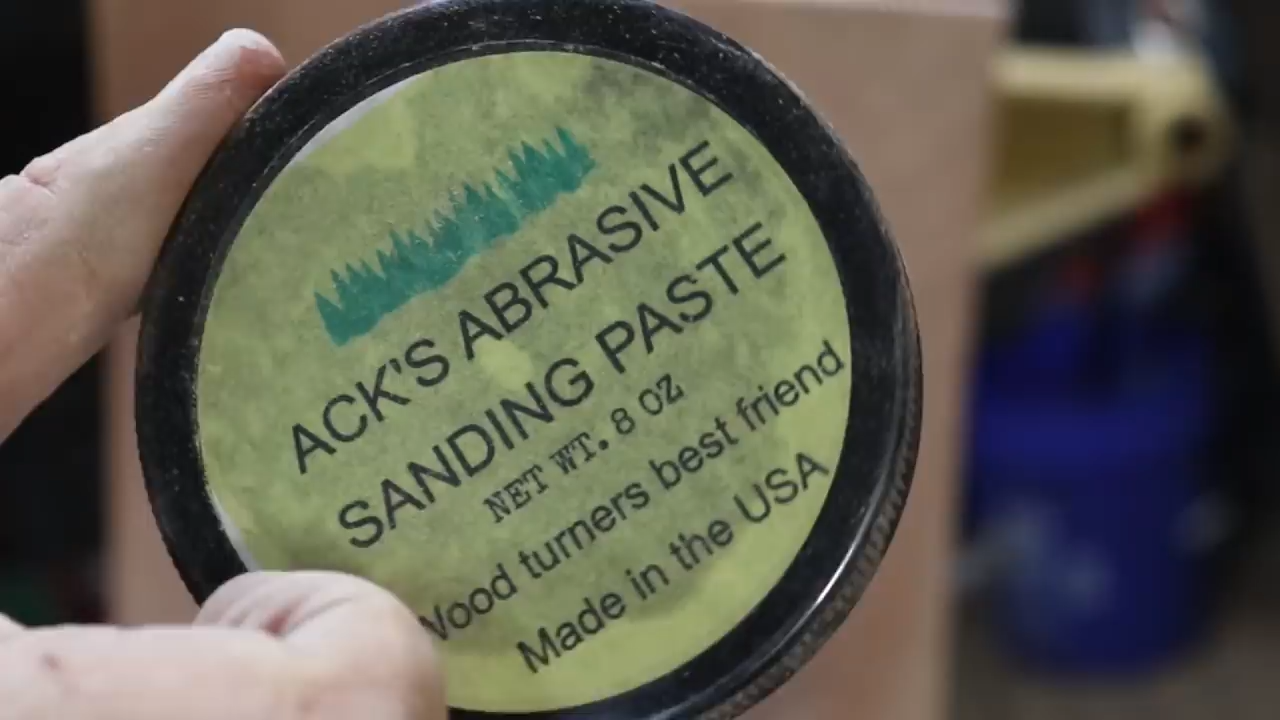 ACK'S ABRASIVE
SANDING PASTE
NET WT. 8 OZ
Wood turners best friend
Made in the USA